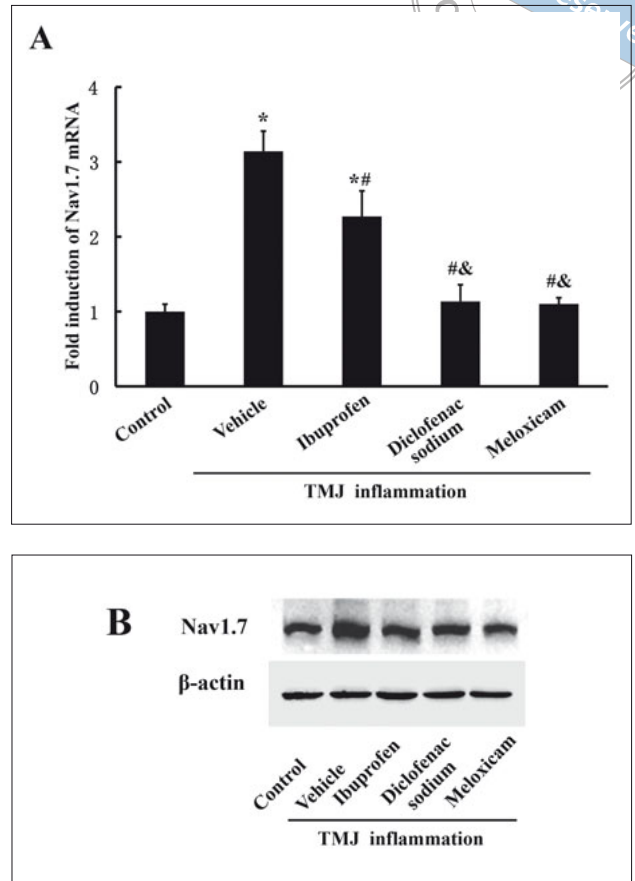 A
Fold induction of Nav1.7 mRNA
4
3
2
1
0
*
*#
#&
#&
Control
Vehicle
Ibuprofen
Diclofenac
sodium
Meloxicam
TMJ inflammation
B
Nav1.7
β-actin
Control
Vehicle
Ibuprofen
Diclofenac
sodium
Meloxicam
TMJ inflammation